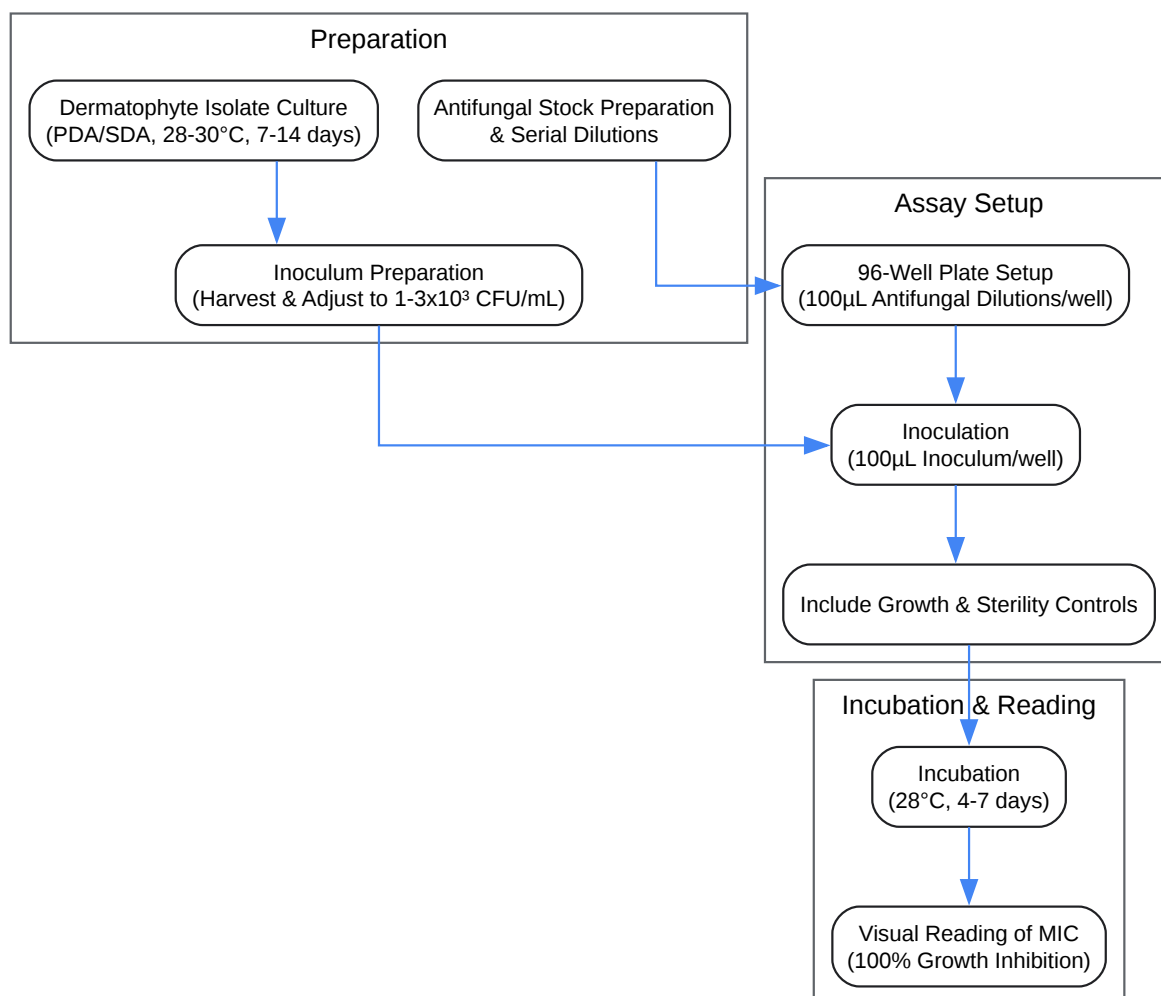 Preparation
Dermatophyte Isolate Culture
(PDA/SDA, 28-30°C, 7-14 days)
Antifungal Stock Preparation
& Serial Dilutions
Inoculum Preparation
(Harvest & Adjust to 1-3x10³ CFU/mL)
Assay Setup
96-Well Plate Setup
(100µL Antifungal Dilutions/well)
Inoculation
(100µL Inoculum/well)
Include Growth & Sterility Controls
Incubation & Reading
Incubation
(28°C, 4-7 days)
Visual Reading of MIC
(100% Growth Inhibition)